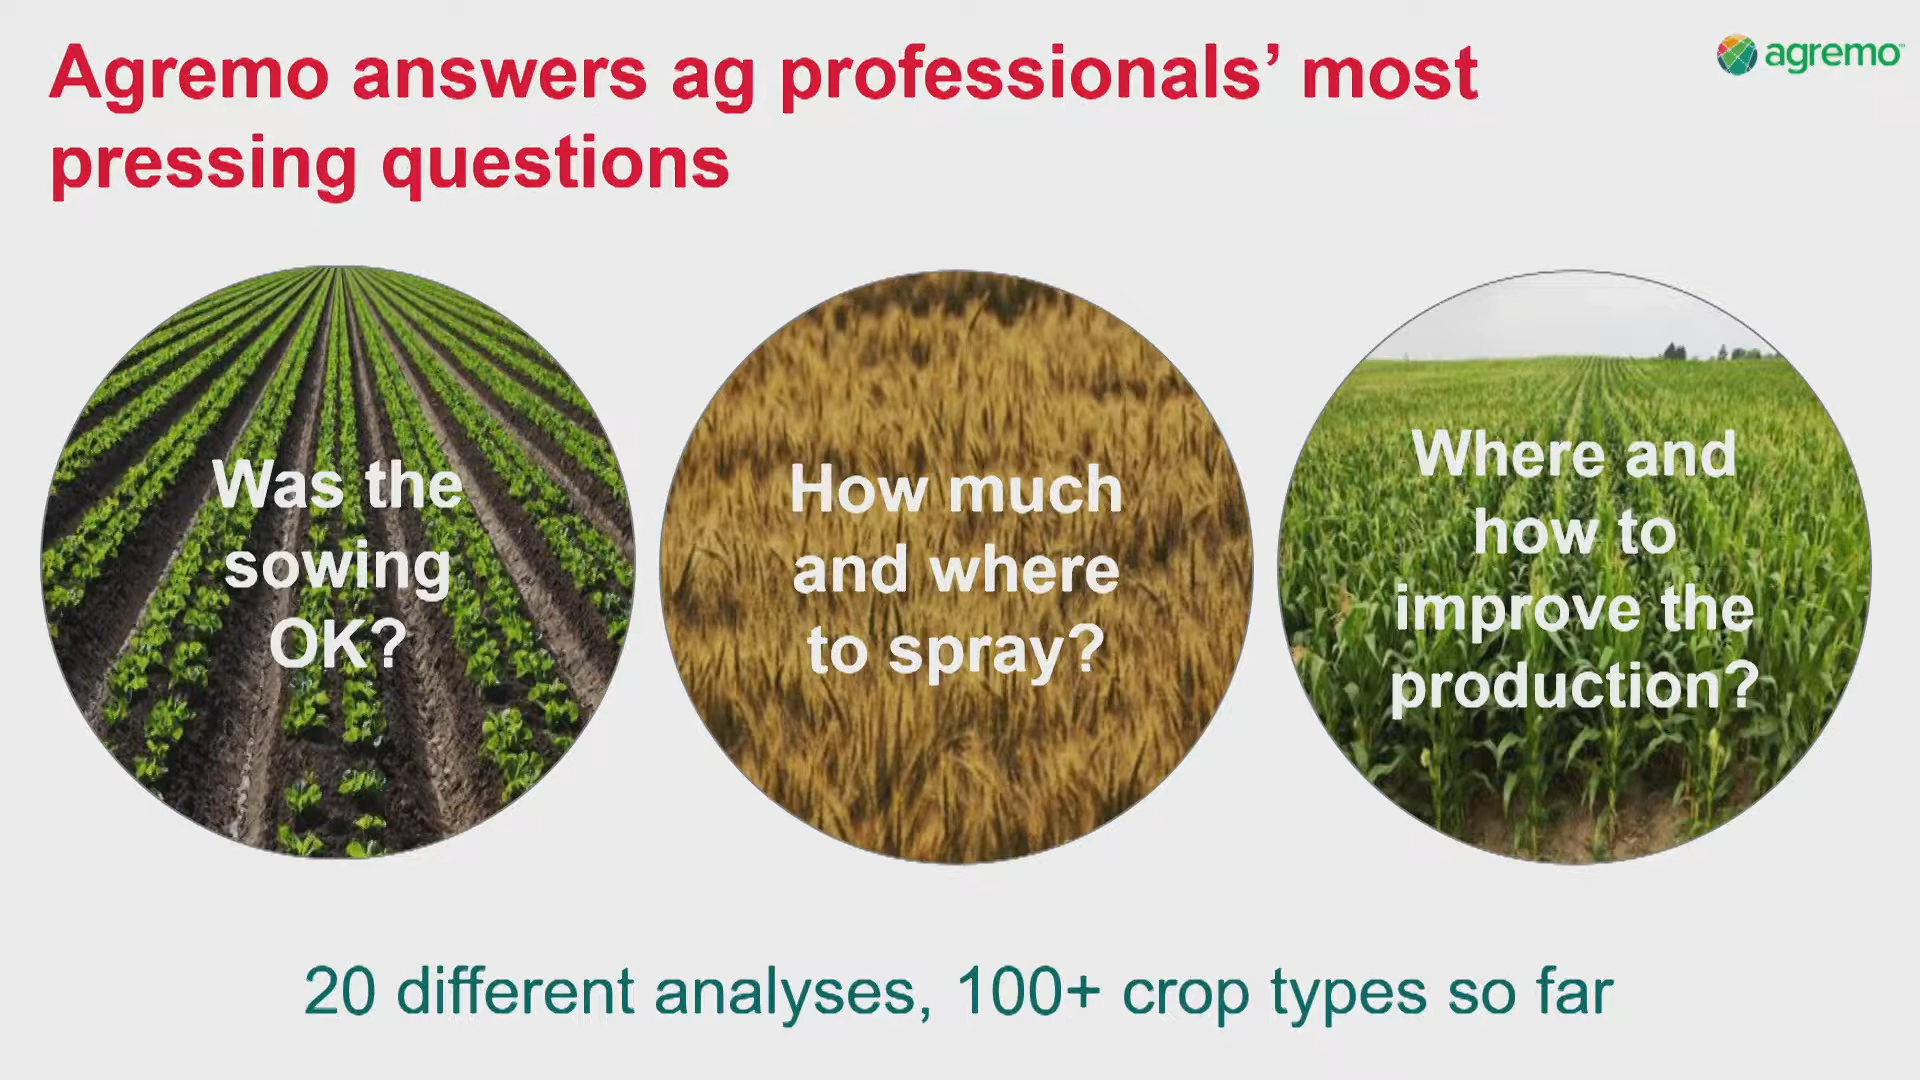 Agremo answers ag professionals’ most
pressing questions
agremo
Was the
sowing
OK?
How much
and where
to spray?
Where and
how to
improve the
production?
20 different analyses, 100+ crop types so far